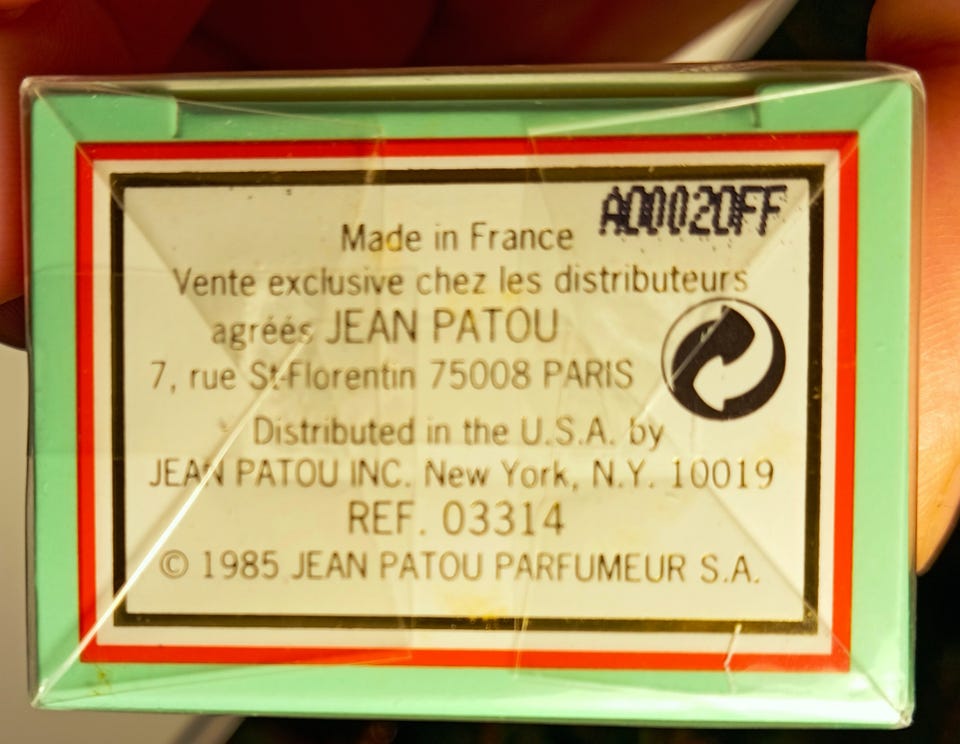 A00020FF
Made in France
Vente exclusive chez les distributeurs
agréés JEAN PATOU
7, rue St-Florentin 75008 PARIS
Distributed in the U.S.A. by
JEAN PATOU INC. New York, N.Y. 10019
REF. 03314
© 1985 JEAN PATOU PARFUMEUR S.A.